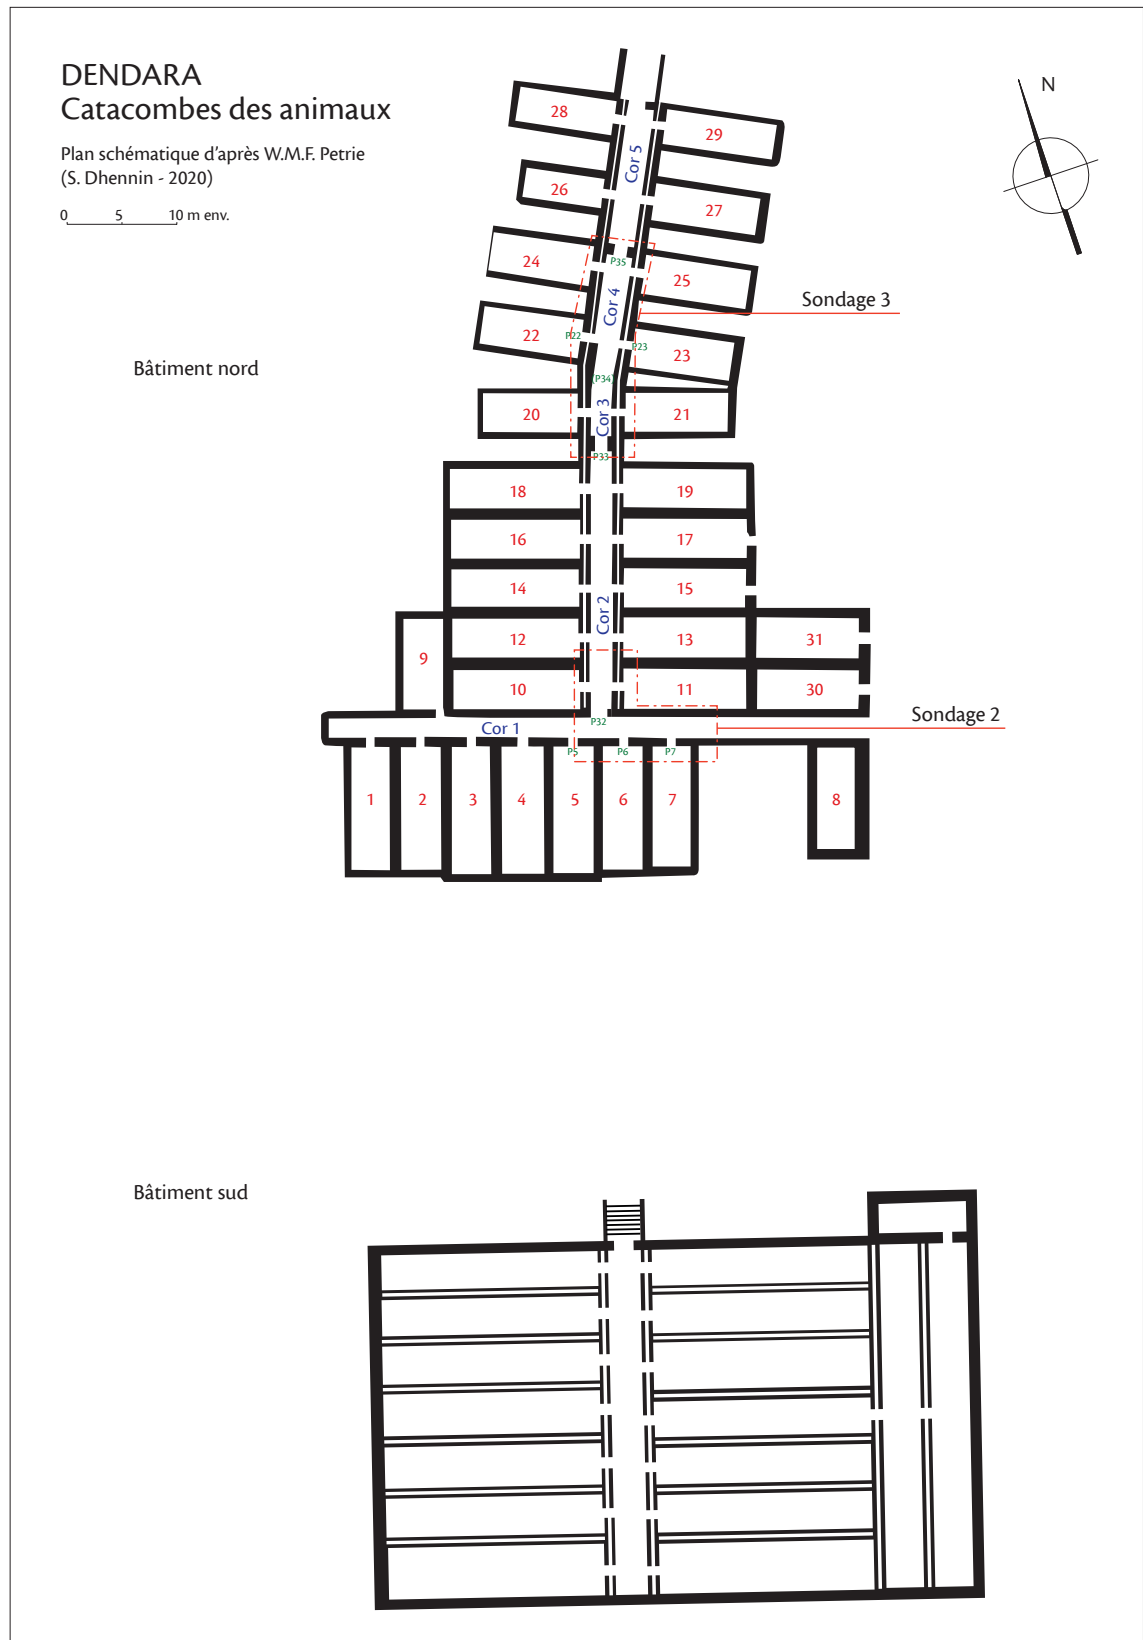 DENDARA
Catacombes des animaux
Plan schématique d'après W.M.F. Petrie
(S. Dhennin - 2020)
0 5 10 m env.
N
28
29
Cor 5
26
27
24
P35
25
Cor 4
Sondage 3
22
P22
P23
23
Bâtiment nord
(P34)
20
Cor 3
21
P33
18
19
16
17
14
15
Cor 2
12
13
31
9
10
11
30
Cor 1
P32
Sondage 2
P5
P6
P7
1
2
3
4
5
6
7
8
Bâtiment sud